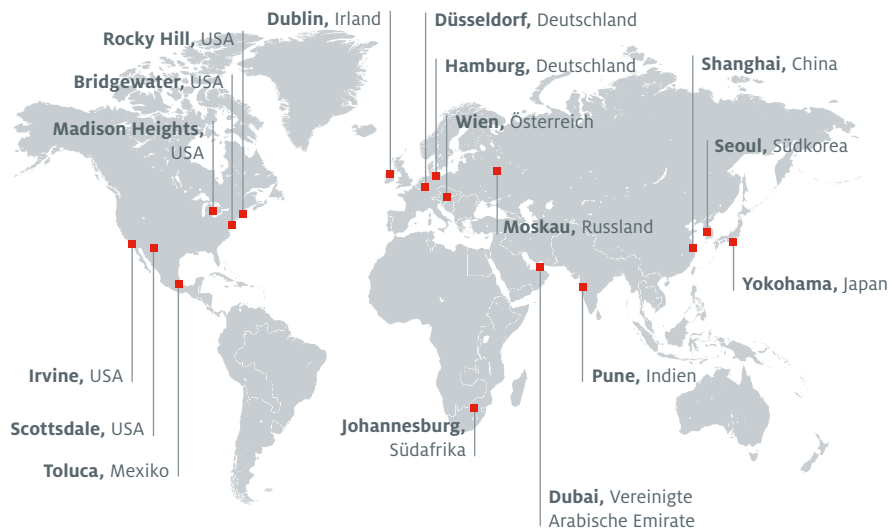 Dublin, Irland
Düsseldorf, Deutschland
Rocky Hill, USA
Hamburg, Deutschland
Shanghai, China
Bridgewater, USA
Wien, Österreich
Madison Heights,
USA
Seoul, Südkorea
Moskau, Russland
Yokohama, Japan
Irvine, USA
Pune, Indien
Scottsdale, USA
Johannesburg,
Südafrika
Toluca, Mexiko
Dubai, Vereinigte
Arabische Emirate